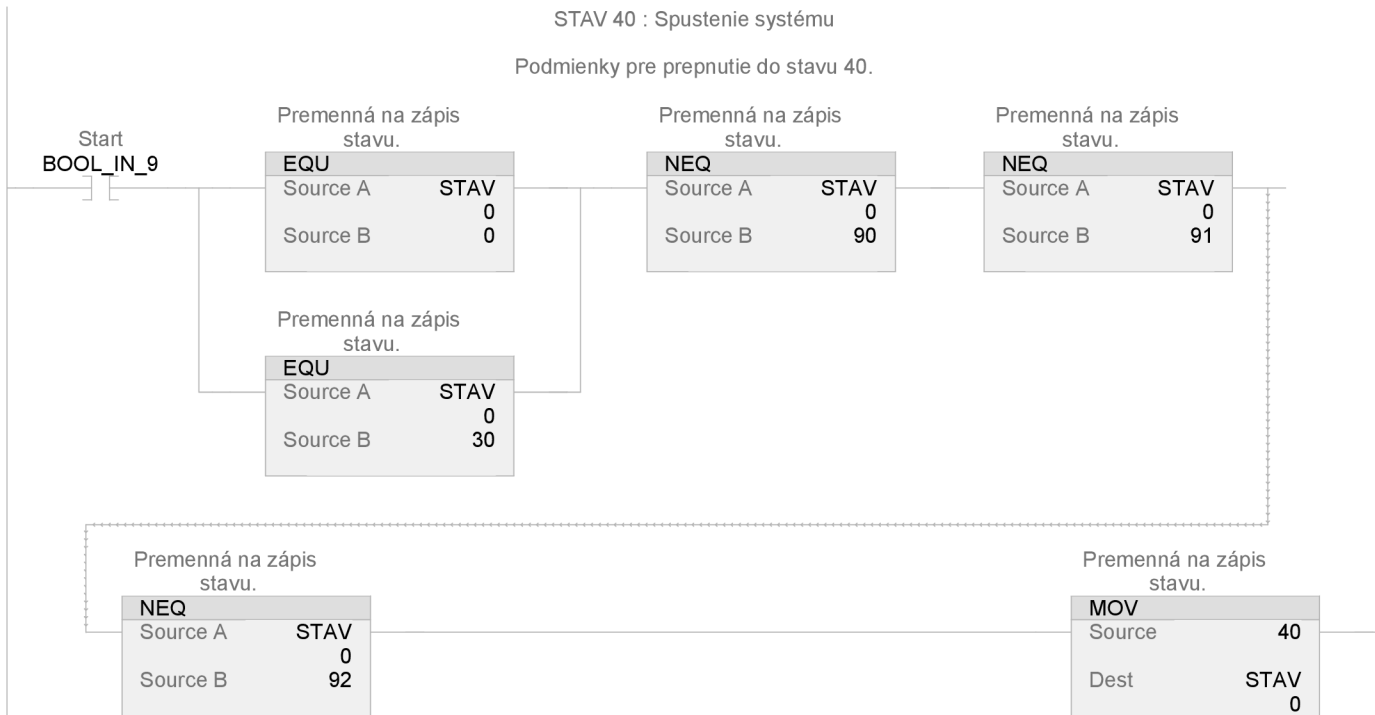 STAV 40 : Spustenie systému
Podmienky pre prepnutie do stavu 40.
Start
BOOL_IN_9
Premenná na zápis
stavu.
EQU
Source A STAV
0
Source B 0
Premenná na zápis
stavu.
EQU
Source A STAV
0
Source B 30
Premenná na zápis
stavu.
NEQ
Source A STAV
0
Source B 90
Premenná na zápis
stavu.
NEQ
Source A STAV
0
Source B 91
Premenná na zápis
stavu.
NEQ
Source A STAV
0
Source B 92
Premenná na zápis
stavu.
MOV
Source 40
Dest STAV
0